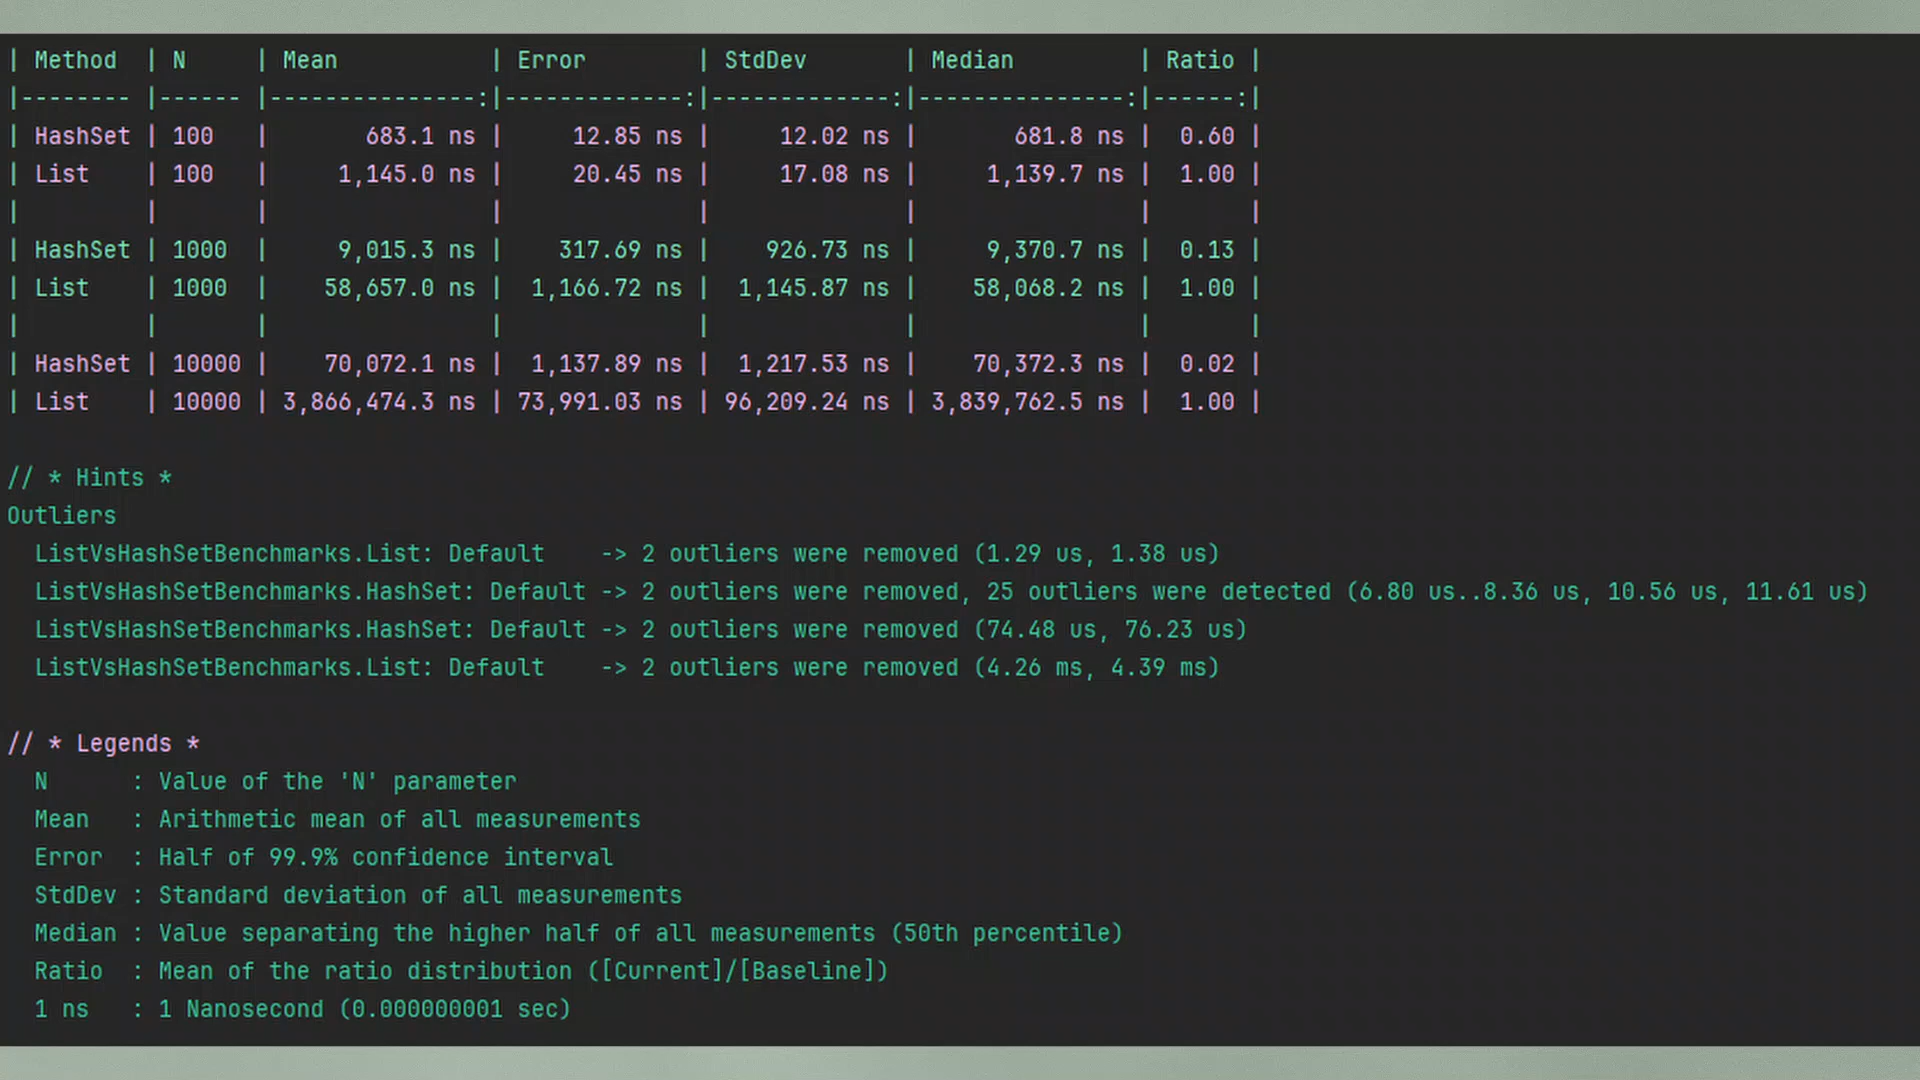 | Method   | N     | Mean           | Error        | StdDev       | Median         | Ratio |
|-------- |------ |---------------:|-------------:|-------------:|---------------:|------:|
| HashSet | 100   |       683.1 ns |     12.85 ns |     12.02 ns |       681.8 ns |  0.60 |
| List    | 100   |     1,145.0 ns |     20.45 ns |     17.08 ns |     1,139.7 ns |  1.00 |
|         |       |                |              |              |                |       |
| HashSet | 1000  |     9,015.3 ns |    317.69 ns |    926.73 ns |     9,370.7 ns |  0.13 |
| List    | 1000  |    58,657.0 ns |  1,166.72 ns |  1,145.87 ns |    58,068.2 ns |  1.00 |
|         |       |                |              |              |                |       |
| HashSet | 10000 |    70,072.1 ns |  1,137.89 ns |  1,217.53 ns |    70,372.3 ns |  0.02 |
| List    | 10000 | 3,866,474.3 ns | 73,991.03 ns | 96,209.24 ns | 3,839,762.5 ns |  1.00 |
// * Hints *
Outliers
  ListVsHashSetBenchmarks.List: Default    -> 2 outliers were removed (1.29 us, 1.38 us)
  ListVsHashSetBenchmarks.HashSet: Default -> 2 outliers were removed, 25 outliers were detected (6.80 us..8.36 us, 10.56 us, 11.61 us)
  ListVsHashSetBenchmarks.HashSet: Default -> 2 outliers were removed (74.48 us, 76.23 us)
  ListVsHashSetBenchmarks.List: Default    -> 2 outliers were removed (4.26 ms, 4.39 ms)
// * Legends *
  N      : Value of the 'N' parameter
  Mean   : Arithmetic mean of all measurements
  Error  : Half of 99.9% confidence interval
  StdDev : Standard deviation of all measurements
  Median : Value separating the higher half of all measurements (50th percentile)
  Ratio  : Mean of the ratio distribution ([Current]/[Baseline])
  1 ns   : 1 Nanosecond (0.000000001 sec)